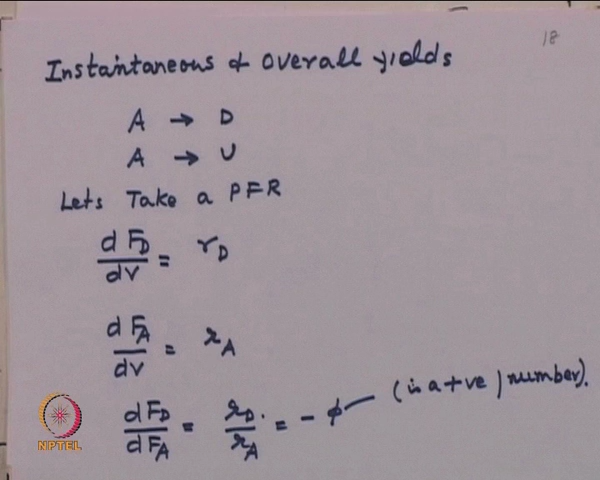 18
Instaintaneous & Overall yields
A → D
A → U
Lets Take a PFR
dF_D/dV = r_D
dF_A/dV = r_A
dF_D/dF_A = r_D/r_A = -ϕ (is a +ve number).
NPTEL